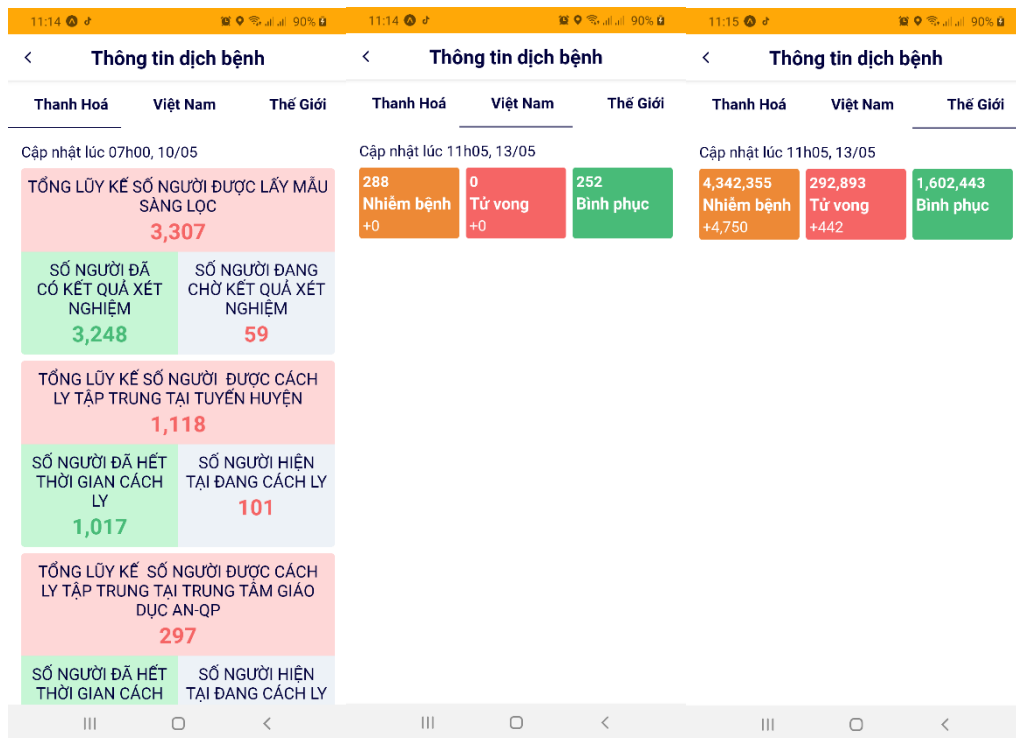 11:14
90%
Thông tin dịch bệnh
Thanh Hoá Việt Nam Thế Giới
Cập nhật lúc 07h00, 10/05
TỔNG LŨY KẾ SỐ NGƯỜI ĐƯỢC LẤY MẪU
SÀNG LỌC
3,307
SỐ NGƯỜI ĐÃ
CÓ KẾT QUẢ XÉT
NGHIỆM
3,248
SỐ NGƯỜI ĐANG
CHỜ KẾT QUẢ XÉT
NGHIỆM
59
TỔNG LŨY KẾ SỐ NGƯỜI ĐƯỢC CÁCH
LY TẬP TRUNG TẠI TUYẾN HUYỆN
1,118
SỐ NGƯỜI ĐÃ HẾT
THỜI GIAN CÁCH
LY
1,017
SỐ NGƯỜI HIỆN
TẠI ĐANG CÁCH LY
101
TỔNG LŨY KẾ SỐ NGƯỜI ĐƯỢC CÁCH
LY TẬP TRUNG TẠI TRUNG TÂM GIÁO
DỤC AN-QP
297
SỐ NGƯỜI ĐÃ HẾT
THỜI GIAN CÁCH
SỐ NGƯỜI HIỆN
TẠI ĐANG CÁCH LY
11:14
90%
Thông tin dịch bệnh
Thanh Hoá Việt Nam Thế Giới
Cập nhật lúc 11h05, 13/05
288
Nhiễm bệnh
+0
0
Tử vong
+0
252
Bình phục
11:15
90%
Thông tin dịch bệnh
Thanh Hoá Việt Nam Thế Giới
Cập nhật lúc 11h05, 13/05
4,342,355
Nhiễm bệnh
+4,750
292,893
Tử vong
+442
1,602,443
Bình phục